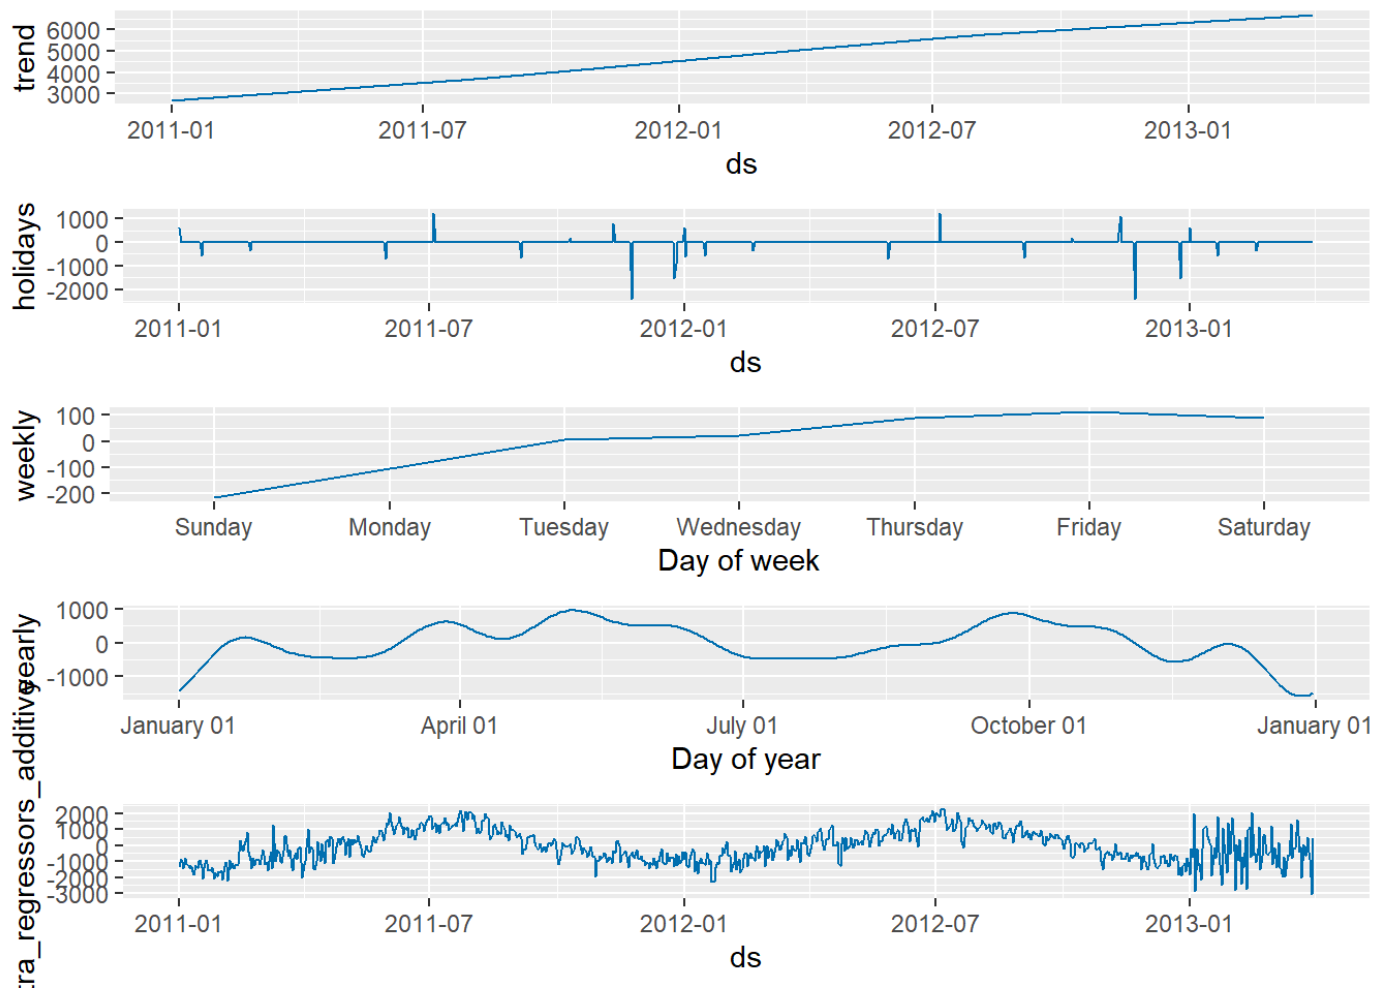 trend
6000
5000
4000
3000
2011-01 2011-07 2012-01 2012-07 2013-01
ds
holidays
1000
0
-1000
-2000
2011-01 2011-07 2012-01 2012-07 2013-01
ds
weekly
100
0
-100
-200
Sunday Monday Tuesday Wednesday Thursday Friday Saturday
Day of week
yearly
1000
0
-1000
January 01 April 01 July 01 October 01 January 01
Day of year
tra_regressors_additive
2000
1000
0
-1000
-2000
-3000
2011-01 2011-07 2012-01 2012-07 2013-01
ds